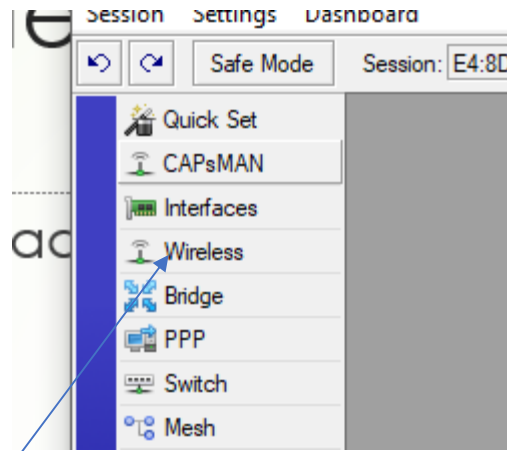 Session Settings Dashboard
Safe Mode Session: E4:8D
Quick Set
CAPsMAN
Interfaces
Wireless
Bridge
PPP
Switch
Mesh